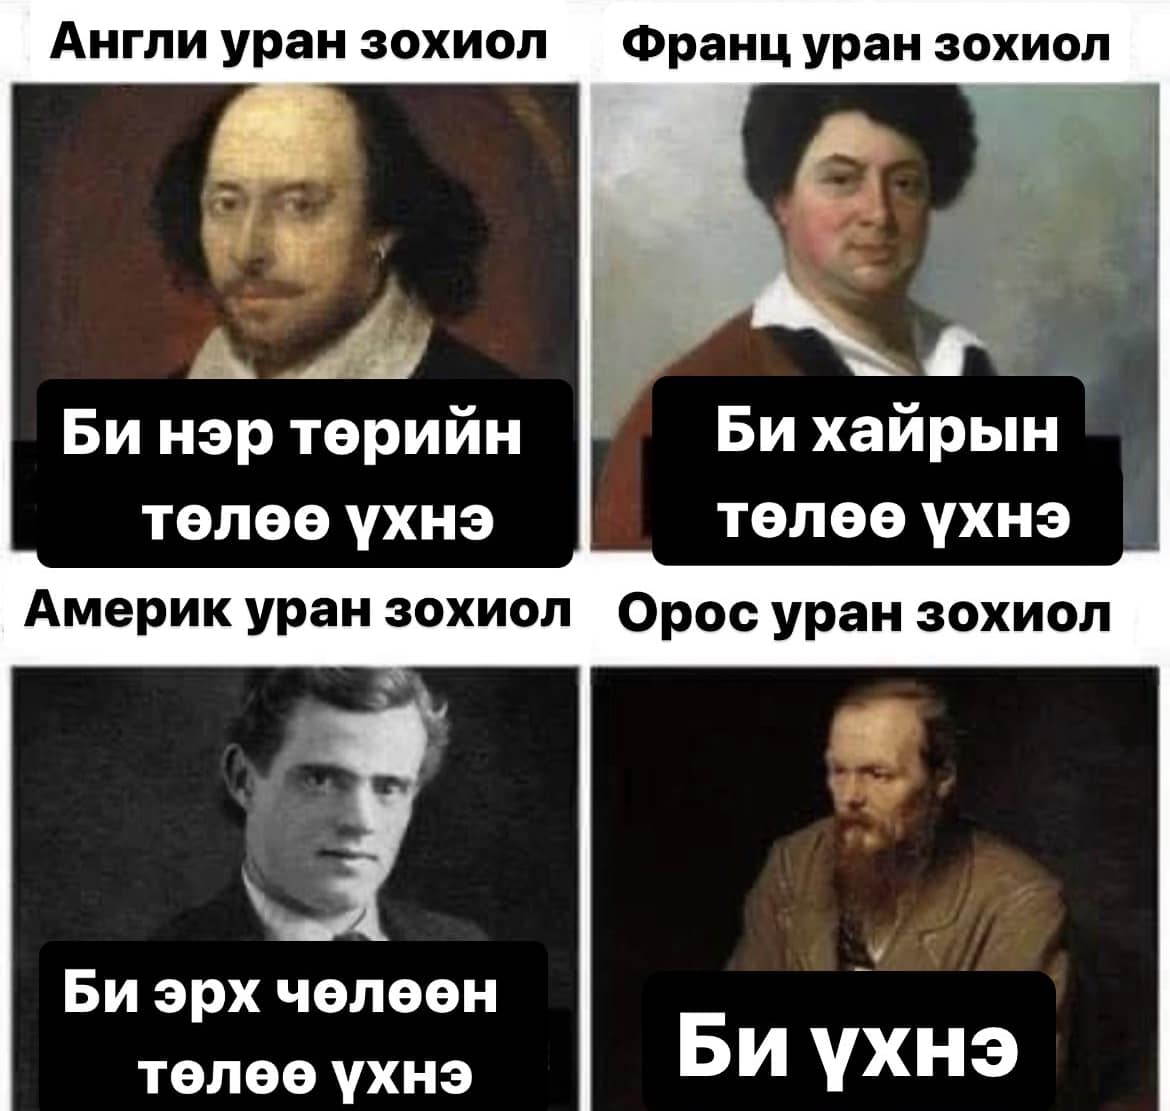 Англи уран зохиол
Франц уран зохиол
Би нэр төрийн
төлөө үхнэ
Би хайрын
төлөө үхнэ
Америк уран зохиол
Орос уран зохиол
Би эрх чөлөөн
төлөө үхнэ
Би үхнэ